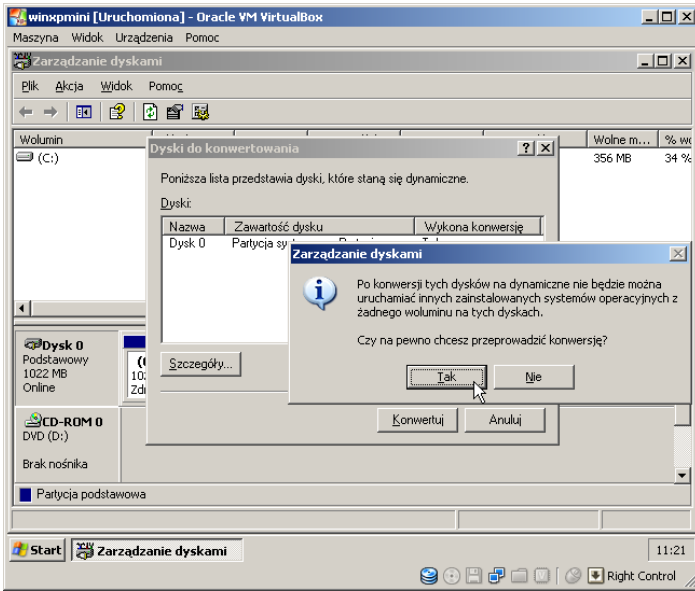 winxpmini [Uruchomiona] - Oracle VM VirtualBox
Maszyna Widok Urządzenia Pomoc
Zarządzanie dyskami
Plik Akcja Widok Pomoc
Wolumin
Wolne m... % wo
(C:)
356 MB 34 %
Dyski do konwertowania
Poniższa lista przedstawia dyski, które staną się dynamiczne.
Dyski:
Nazwa Zawartość dysku Wykona konwersję
Dysk 0 Partycja
Zarządzanie dyskami
Po konwersji tych dysków na dynamiczne nie będzie można
uruchamiać innych zainstalowanych systemów operacyjnych z
żadnego woluminu na tych dyskach.
Czy na pewno chcesz przeprowadzić konwersję?
Tak Nie
Szczegóły...
Konwertuj Anuluj
Dysk 0
Podstawowy
1022 MB
Online
CD-ROM 0
DVD (D:)
Brak nośnika
Partycja podstawowa
Start Zarządzanie dyskami 11:21
Right Control